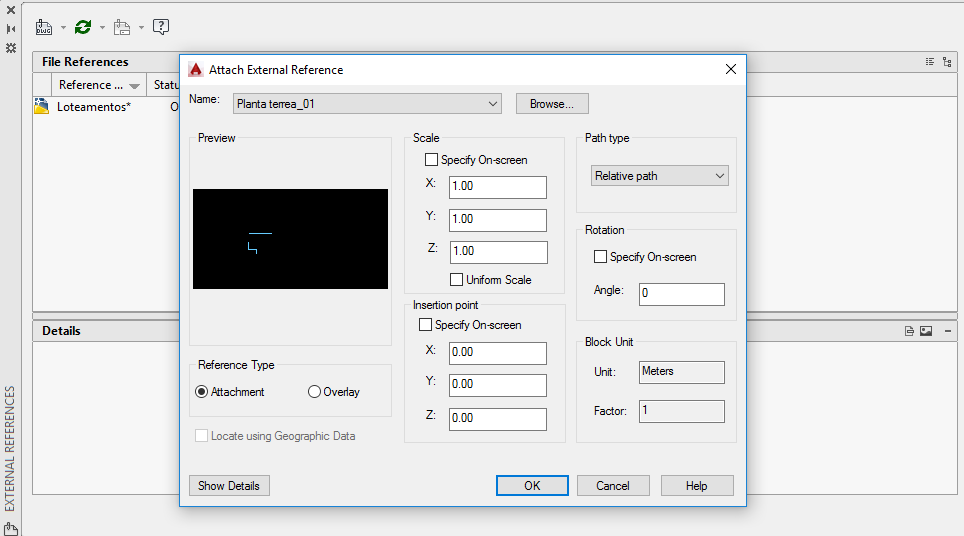 DWG
File References
Reference ...
Statu
Loteamentos*
O
Attach External Reference
Name:
Planta terrea_01
Browse...
Preview
Scale
Specify On-screen
X:
1.00
Y:
1.00
Z:
1.00
Uniform Scale
Path type
Relative path
Rotation
Specify On-screen
Angle:
0
Insertion point
Specify On-screen
X:
0.00
Y:
0.00
Z:
0.00
Block Unit
Unit:
Meters
Factor:
1
Reference Type
Attachment
Overlay
Locate using Geographic Data
Show Details
OK
Cancel
Help
Details
EXTERNAL REFERENCES